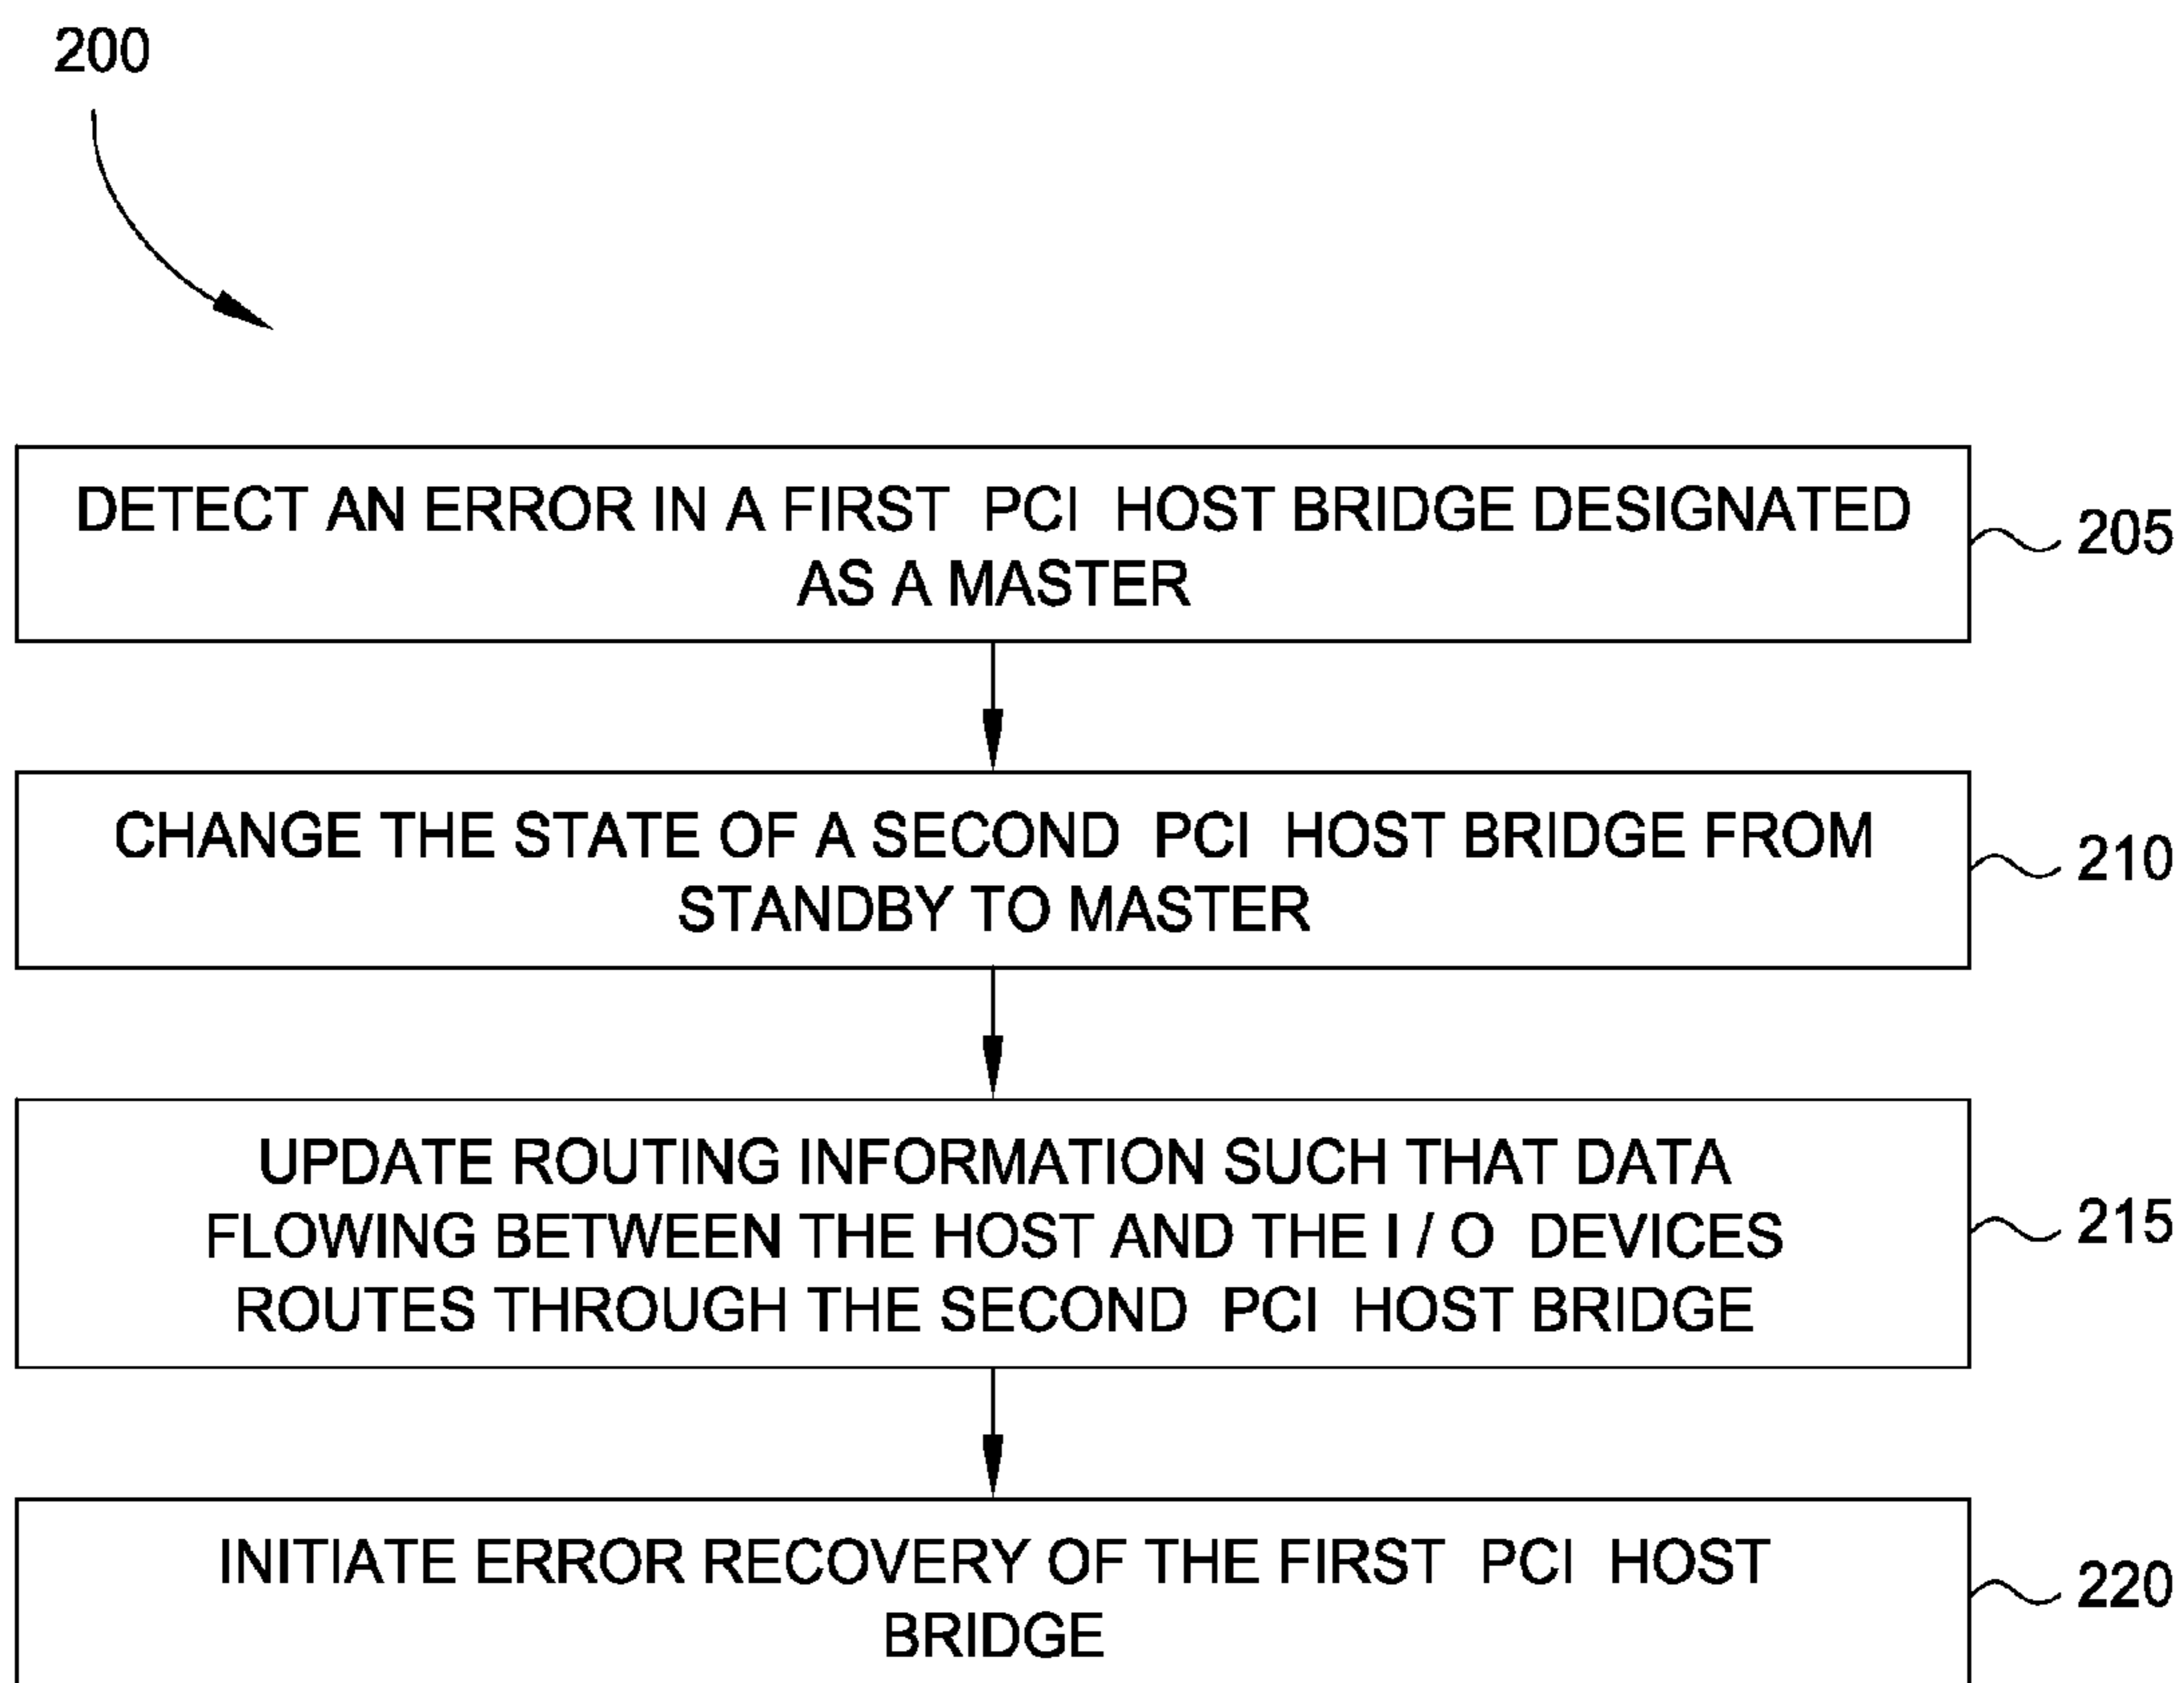 200
DETECT AN ERROR IN A FIRST PCI HOST BRIDGE DESIGNATED
AS A MASTER
205
CHANGE THE STATE OF A SECOND PCI HOST BRIDGE FROM
STANDBY TO MASTER
210
UPDATE ROUTING INFORMATION SUCH THAT DATA
FLOWING BETWEEN THE HOST AND THE I / O DEVICES
ROUTES THROUGH THE SECOND PCI HOST BRIDGE
215
INITIATE ERROR RECOVERY OF THE FIRST PCI HOST
BRIDGE
220